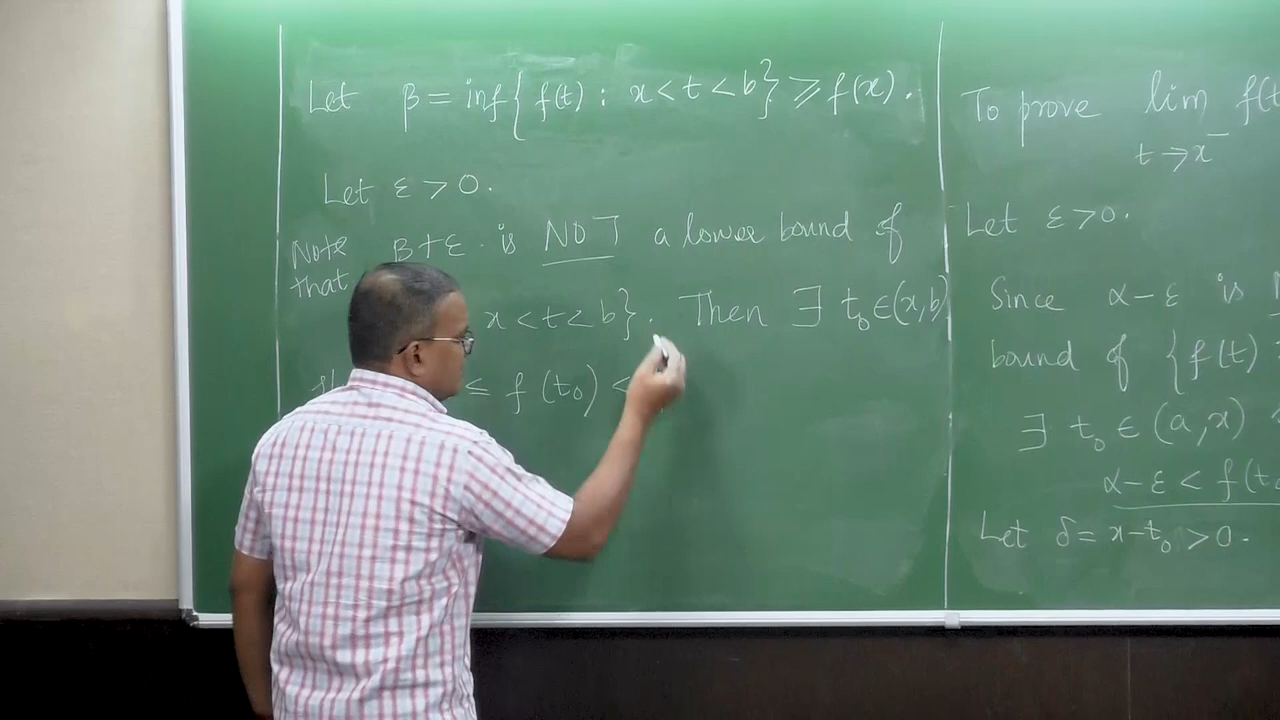 Let β = inf{ f(t) : x < t < b} ≥ f(x).
Let ε > 0.
Note that β + ε is NOT a lower bound of
x < t < b}. Then ∃ t₀ ∈ (x, b)
≤ f(t₀) <
To prove lim f(t
t → x⁻
Let ε > 0.
Since α − ε is
bound of {f(t)
∃ t₀ ∈ (a, x)
α − ε < f(t₀
Let δ = x − t₀ > 0.